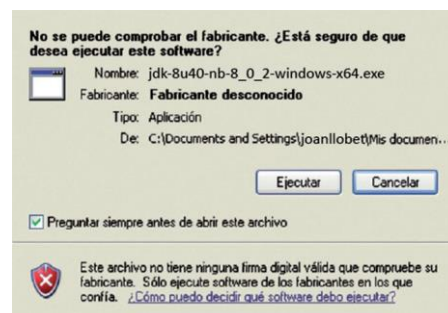 No se puede comprobar el fabricante. ¿Está seguro de que
desea ejecutar este software?
Nombre: jdk-8u40-nb-8_0_2-windows-x64.exe
Fabricante: Fabricante desconocido
Tipo: Aplicación
De: C:\Documents and Settings\joanllobet\Mis documen...
Ejecutar Cancelar
Preguntar siempre antes de abrir este archivo
Este archivo no tiene ninguna firma digital válida que compruebe su
fabricante. Sólo ejecute software de los fabricantes en los que
confía. ¿Cómo puedo decidir qué software debo ejecutar?